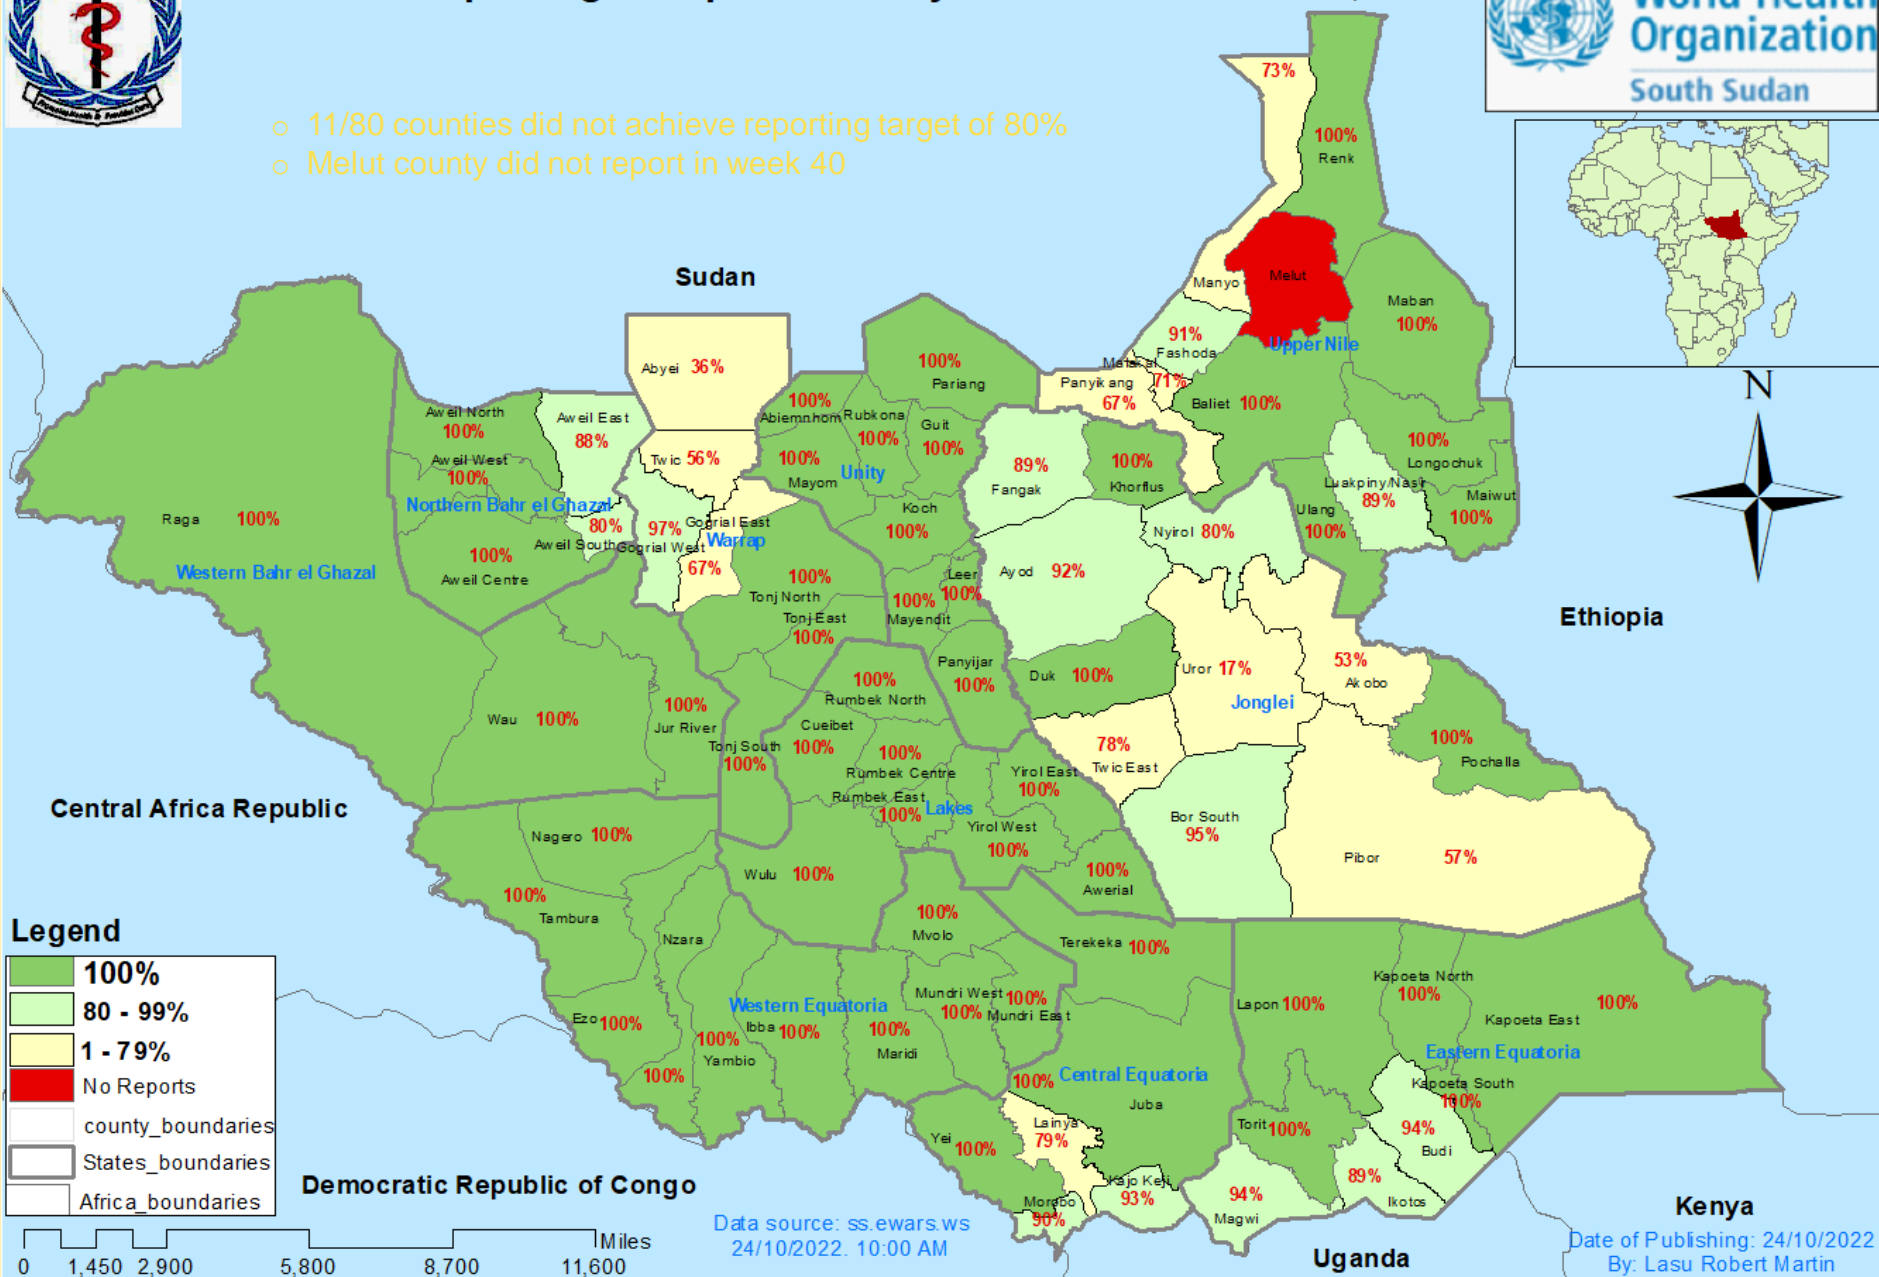 World Health
Organization
South Sudan
○ 11/80 counties did not achieve reporting target of 80%
○ Melut county did not report in week 40
73%
100%
Renk
Melut
Manyo
Maban
100%
91%
Fashoda
Upper Nile
Sudan
N
Abyei 36%
100%
Pariang
Panyikang
67%
71%
Baliet 100%
100%
Abiemnhom
Rubkona
100%
Guit
100%
Aweil North
100%
Aweil East
88%
Aweil West
100%
Twic 56%
100%
Mayom
Unity
89%
Fangak
100%
Khorflus
100%
Longochuk
Luakpiny/Nasir
89%
Maiwut
100%
Ulang
100%
Northern Bahr el Ghazal
Raga 100%
80%
Aweil South
97%
Gogrial West
Gogrial East
67%
Warrap
Koch
100%
Nyirol 80%
100%
Aweil Centre
Western Bahr el Ghazal
Ayod 92%
100%
Tonj North
Leer
100%
100%
Mayendit
Tonj East
100%
Ethiopia
Uror 17%
53%
Akobo
Duk 100%
Panyijar
100%
100%
Rumbek North
Jonglei
Wau 100%
100%
Jur River
Cueibet
100%
Tonj South
100%
100%
Rumbek Centre
78%
Twic East
100%
Pochalla
Yirol East
100%
Rumbek East
100%
Lakes
Central Africa Republic
Yirol West
100%
Bor South
95%
Nagero 100%
Pibor 57%
Wulu 100%
100%
Awerial
100%
Tambura
100%
Mvolo
Nzara
Terekeka 100%
Kapoeta North
100%
Lapon 100%
100%
Kapoeta East
Mundri West
100%
100%
Mundri East
Western Equatoria
Ezo 100%
100%
Yambio
Ibba 100%
100%
Maridi
100%
Eastern Equatoria
Central Equatoria
100%
Juba
Kapoeta South
100%
Lainya
79%
Yei 100%
Torit 100%
94%
Budi
89%
Ikotos
Kajo Keji
93%
94%
Magwi
Morobo
90%
Legend
100%
80 - 99%
1 - 79%
No Reports
county_boundaries
States_boundaries
Africa_boundaries
Democratic Republic of Congo
Kenya
Uganda
Data source: ss.ewars.ws
24/10/2022. 10:00 AM
Miles
0 1,450 2,900 5,800 8,700 11,600
Date of Publishing: 24/10/2022
By: Lasu Robert Martin